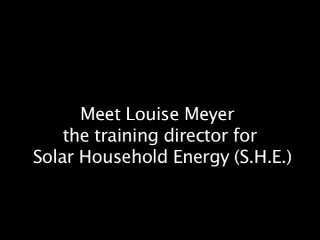 Meet Louise Meyer
the training director for
Solar Household Energy (S.H.E.)